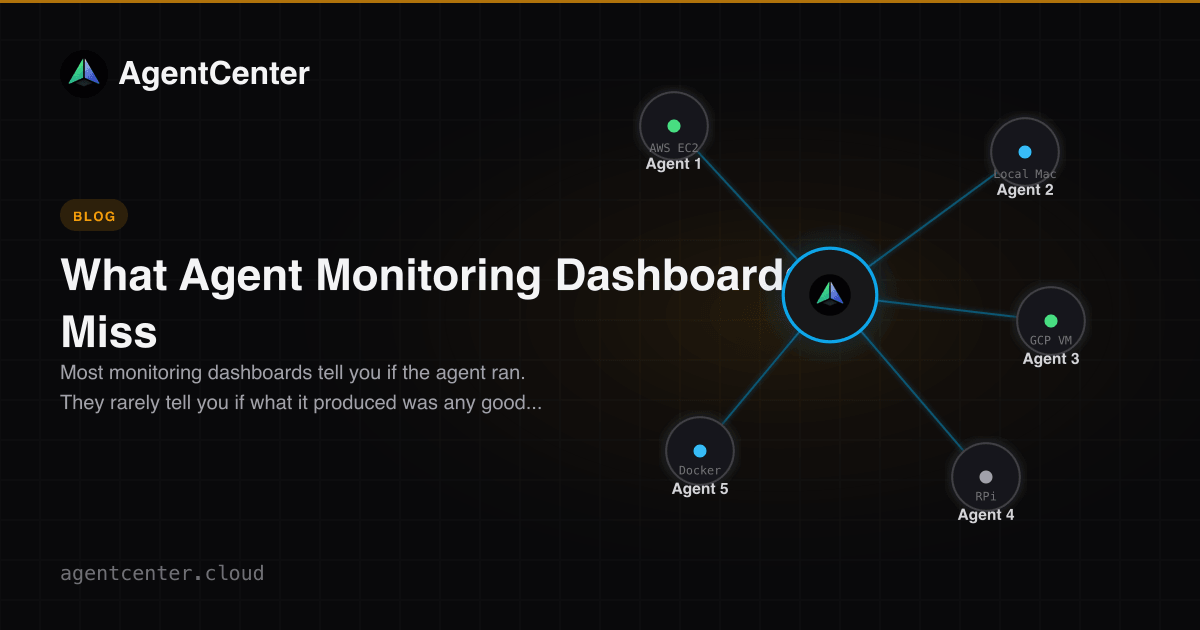 AgentCenter
BLOG
What Agent Monitoring Dashboards
Miss
Most monitoring dashboards tell you if the agent ran.
They rarely tell you if what it produced was any good...
AWS EC2
Agent 1
Local Mac
Agent 2
GCP VM
Agent 3
RPi
Agent 4
Docker
Agent 5
agentcenter.cloud